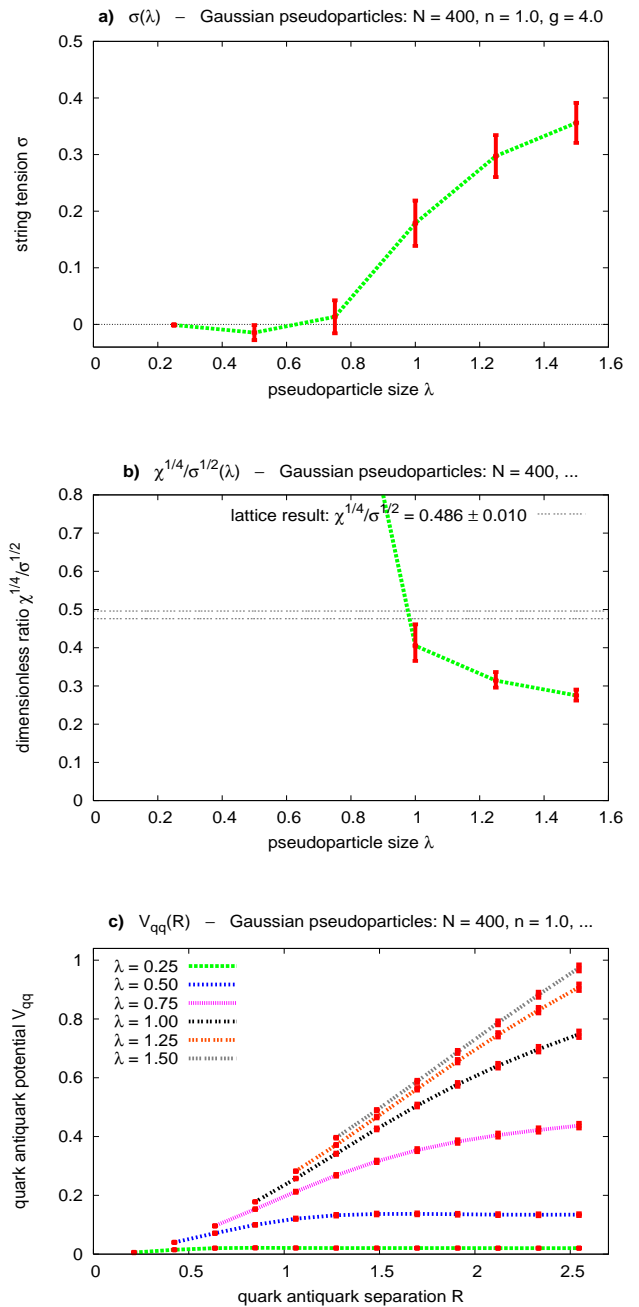 a) σ(λ) – Gaussian pseudoparticles: N = 400, n = 1.0, g = 4.0
0.5
0.4
0.3
0.2
0.1
0
string tension σ
0 0.2 0.4 0.6 0.8 1 1.2 1.4 1.6
pseudoparticle size λ
b) χ^{1/4}/σ^{1/2}(λ) – Gaussian pseudoparticles: N = 400, ...
lattice result: χ^{1/4}/σ^{1/2} = 0.486 ± 0.010
0.8
0.7
0.6
0.5
0.4
0.3
0.2
0.1
0
dimensionless ratio χ^{1/4}/σ^{1/2}
0 0.2 0.4 0.6 0.8 1 1.2 1.4 1.6
pseudoparticle size λ
c) V_{qq}(R) – Gaussian pseudoparticles: N = 400, n = 1.0, ...
λ = 0.25
λ = 0.50
λ = 0.75
λ = 1.00
λ = 1.25
λ = 1.50
1
0.8
0.6
0.4
0.2
0
quark antiquark potential V_{qq}
0 0.5 1 1.5 2 2.5
quark antiquark separation R